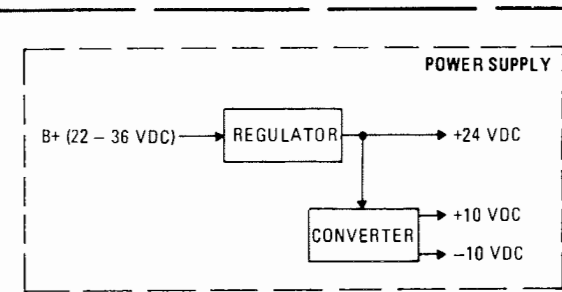 POWER SUPPLY
B+ (22 – 36 VDC)
REGULATOR
+24 VDC
CONVERTER
+10 VDC
–10 VDC